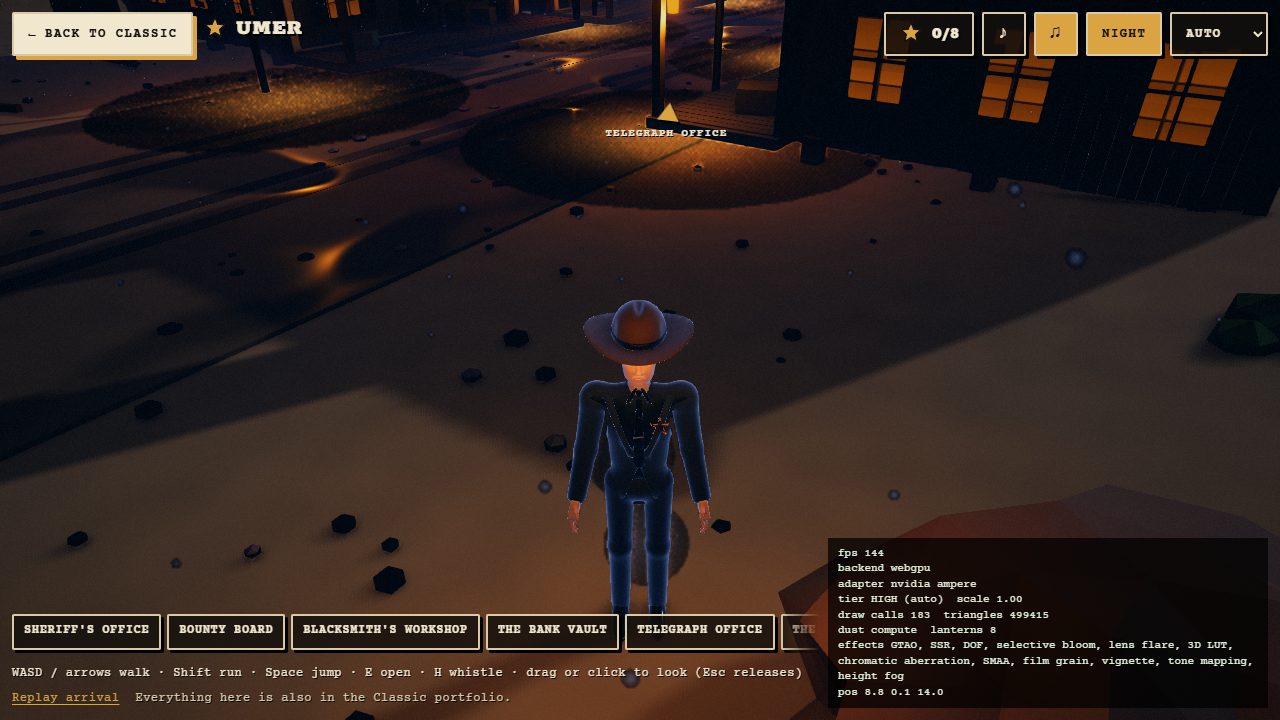 ← BACK TO CLASSIC
★ UMER
★ 0/8
♪
♫
NIGHT
AUTO
TELEGRAPH OFFICE
SHERIFF'S OFFICE
BOUNTY BOARD
BLACKSMITH'S WORKSHOP
THE BANK VAULT
TELEGRAPH OFFICE
THE
WASD / arrows walk · Shift run · Space jump · E open · H whistle · drag or click to look (Esc releases)
Replay arrival Everything here is also in the Classic portfolio.
fps 144
backend webgpu
adapter nvidia ampere
tier HIGH (auto) scale 1.00
draw calls 183 triangles 499415
dust compute lanterns 8
effects GTAO, SSR, DOF, selective bloom, lens flare, 3D LUT,
chromatic aberration, SMAA, film grain, vignette, tone mapping,
height fog
pos 8.8 0.1 14.0